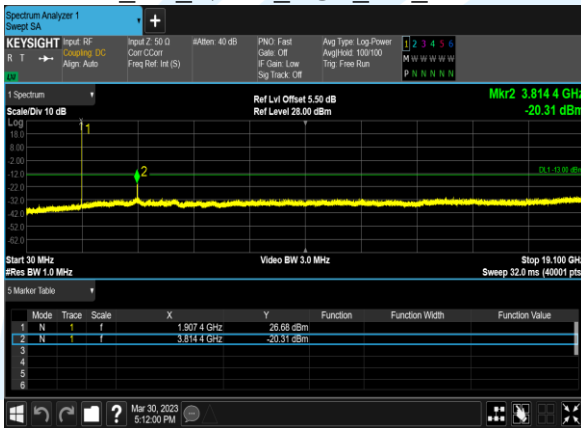 Spectrum Analyzer 1
Swept SA
+
KEYSIGHT
R T
LV
Input: RF
Coupling: DC
Align: Auto
Input Z: 50 Ω
Corr CCorr
Freq Ref: Int (S)
#Atten: 40 dB
PNO: Fast
Gate: Off
IF Gain: Low
Sig Track: Off
Avg Type: Log-Power
Avg|Hold: 100/100
Trig: Free Run
1 2 3 4 5 6
M W W W W W
P N N N N N
1 Spectrum
Scale/Div 10 dB
Log
Ref Lvl Offset 5.50 dB
Ref Level 28.00 dBm
Mkr2 3.814 4 GHz
-20.31 dBm
18.0
8.00
-2.00
-12.0
-22.0
-32.0
-42.0
-52.0
-62.0
1
2
DL1 -13.00 dBm
Start 30 MHz
#Res BW 1.0 MHz
Video BW 3.0 MHz
Stop 19.100 GHz
Sweep 32.0 ms (40001 pts
5 Marker Table
Mode Trace Scale X Y Function Function Width Function Value
1 N 1 f 1.907 4 GHz 26.68 dBm
2 N 1 f 3.814 4 GHz -20.31 dBm
3
4
5
6
?
Mar 30, 2023
5:12:00 PM